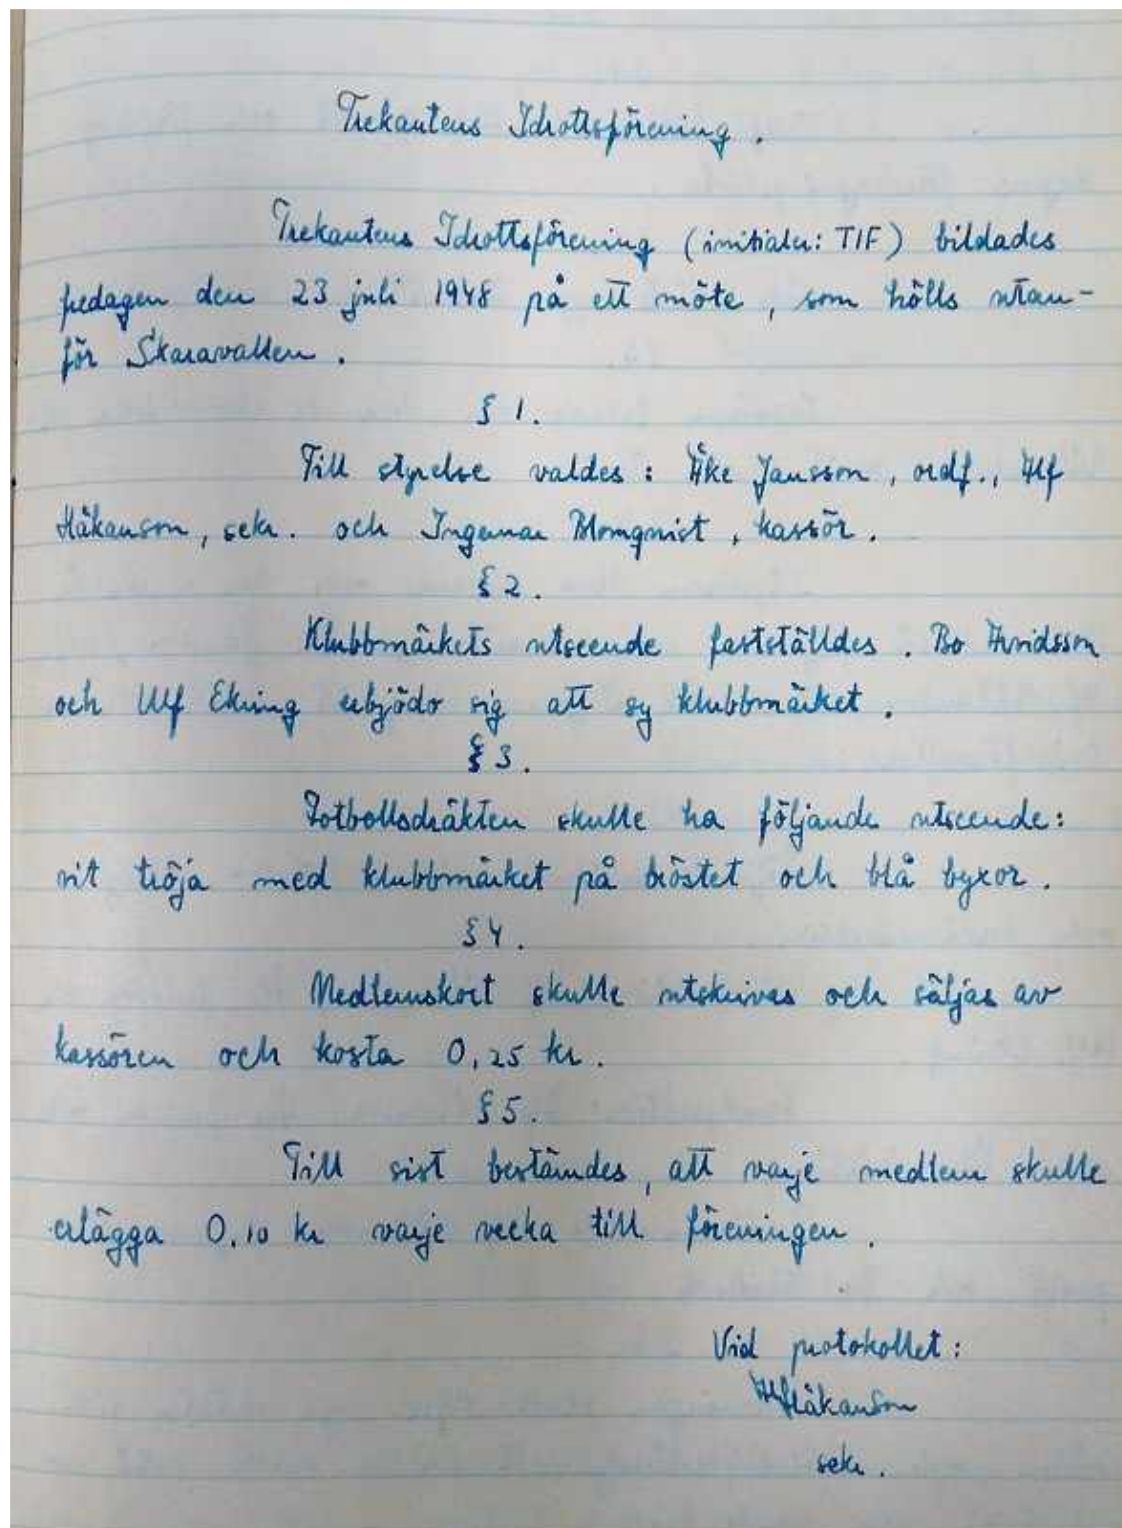 Trekantens Idrottsförening.
Trekantens Idrottsförening (initialer: TIF) bildades
fredagen den 23 juli 1948 på ett möte, som hölls utan-
för Skaravallen.
§ 1.
Till styrelse valdes: Åke Jansson, ordf., Alf
Håkanson, sekr. och Ingemar Blomqvist, kassör.
§ 2.
Klubbmärkets utseende fastställdes. Bo Arvidsson
och Ulf Ekring erbjödo sig att sy klubbmärket.
§ 3.
Fotbollsdräkten skulle ha följande utseende:
vit tröja med klubbmärket på bröstet och blå byxor.
§ 4.
Medlemskort skulle utskrivas och säljas av
kassören och kosta 0,25 kr.
§ 5.
Till sist bestämdes, att varje medlem skulle
erlägga 0,10 kr varje vecka till föreningen.
Vid protokollet:
Alf Håkanson
sekr.